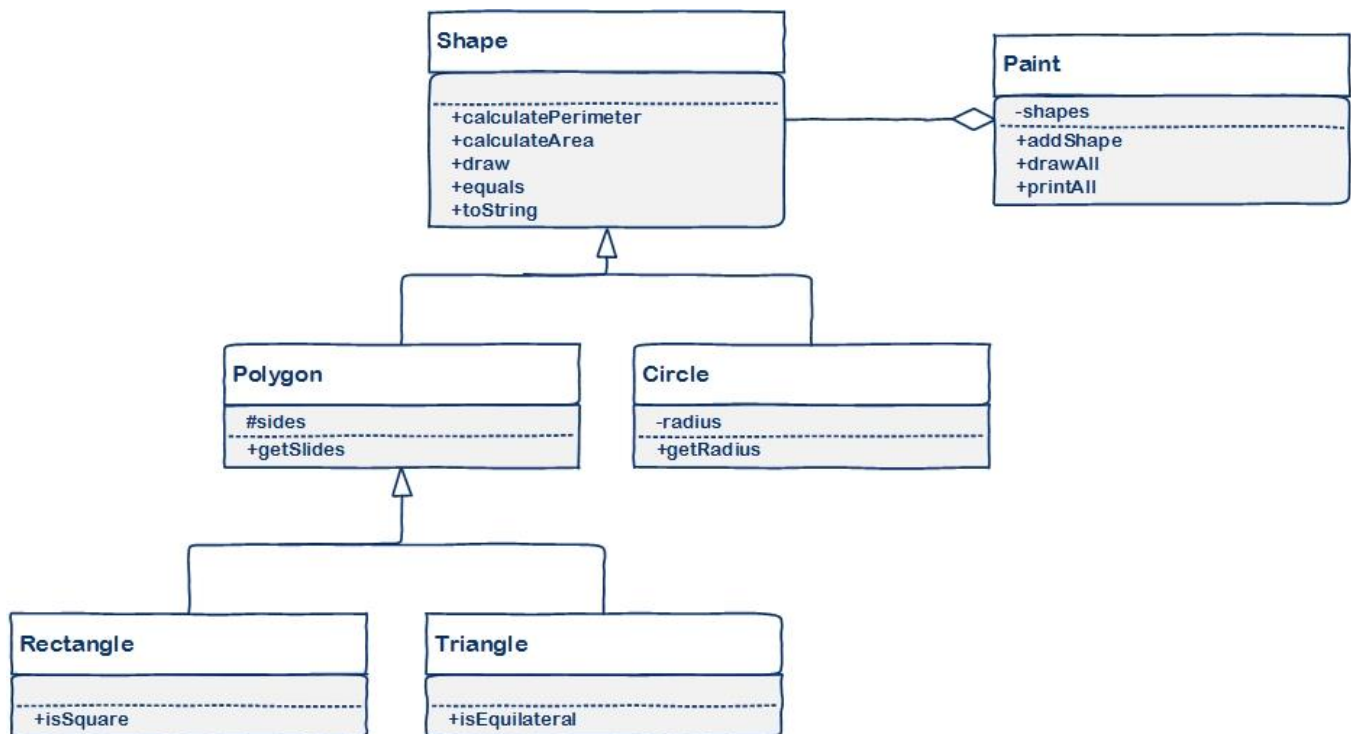 Shape
+calculatePerimeter
+calculateArea
+draw
+equals
+toString
Paint
-shapes
+addShape
+drawAll
+printAll
Polygon
#sides
+getSlides
Circle
-radius
+getRadius
Rectangle
+isSquare
Triangle
+isEquilateral